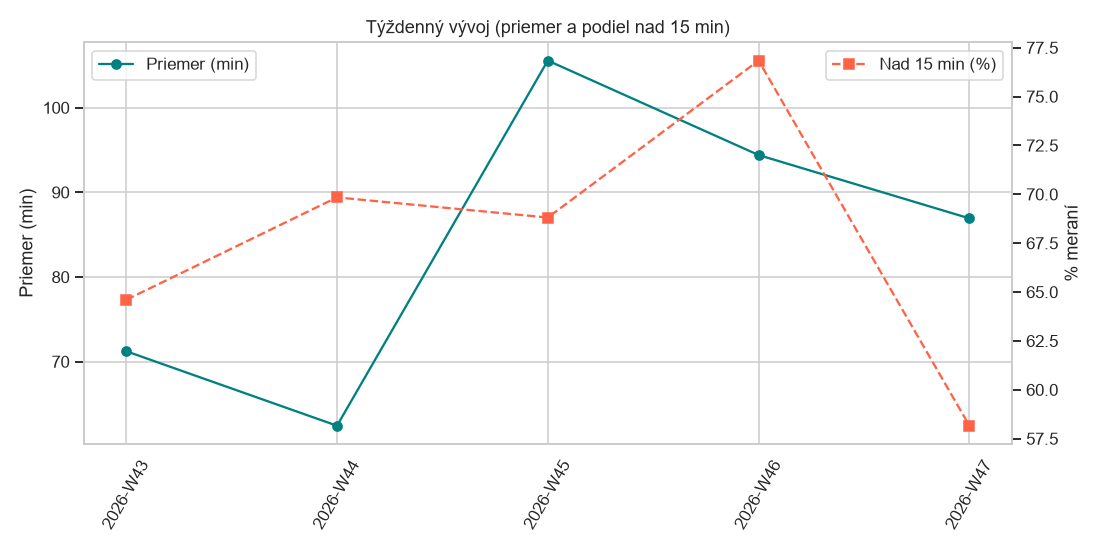 Týždenný vývoj (priemer a podiel nad 15 min)
Priemer (min)
Nad 15 min (%)
Priemer (min)
100
90
80
70
77.5
75.0
72.5
70.0
67.5
65.0
62.5
60.0
57.5
% meraní
2026-W43
2026-W44
2026-W45
2026-W46
2026-W47